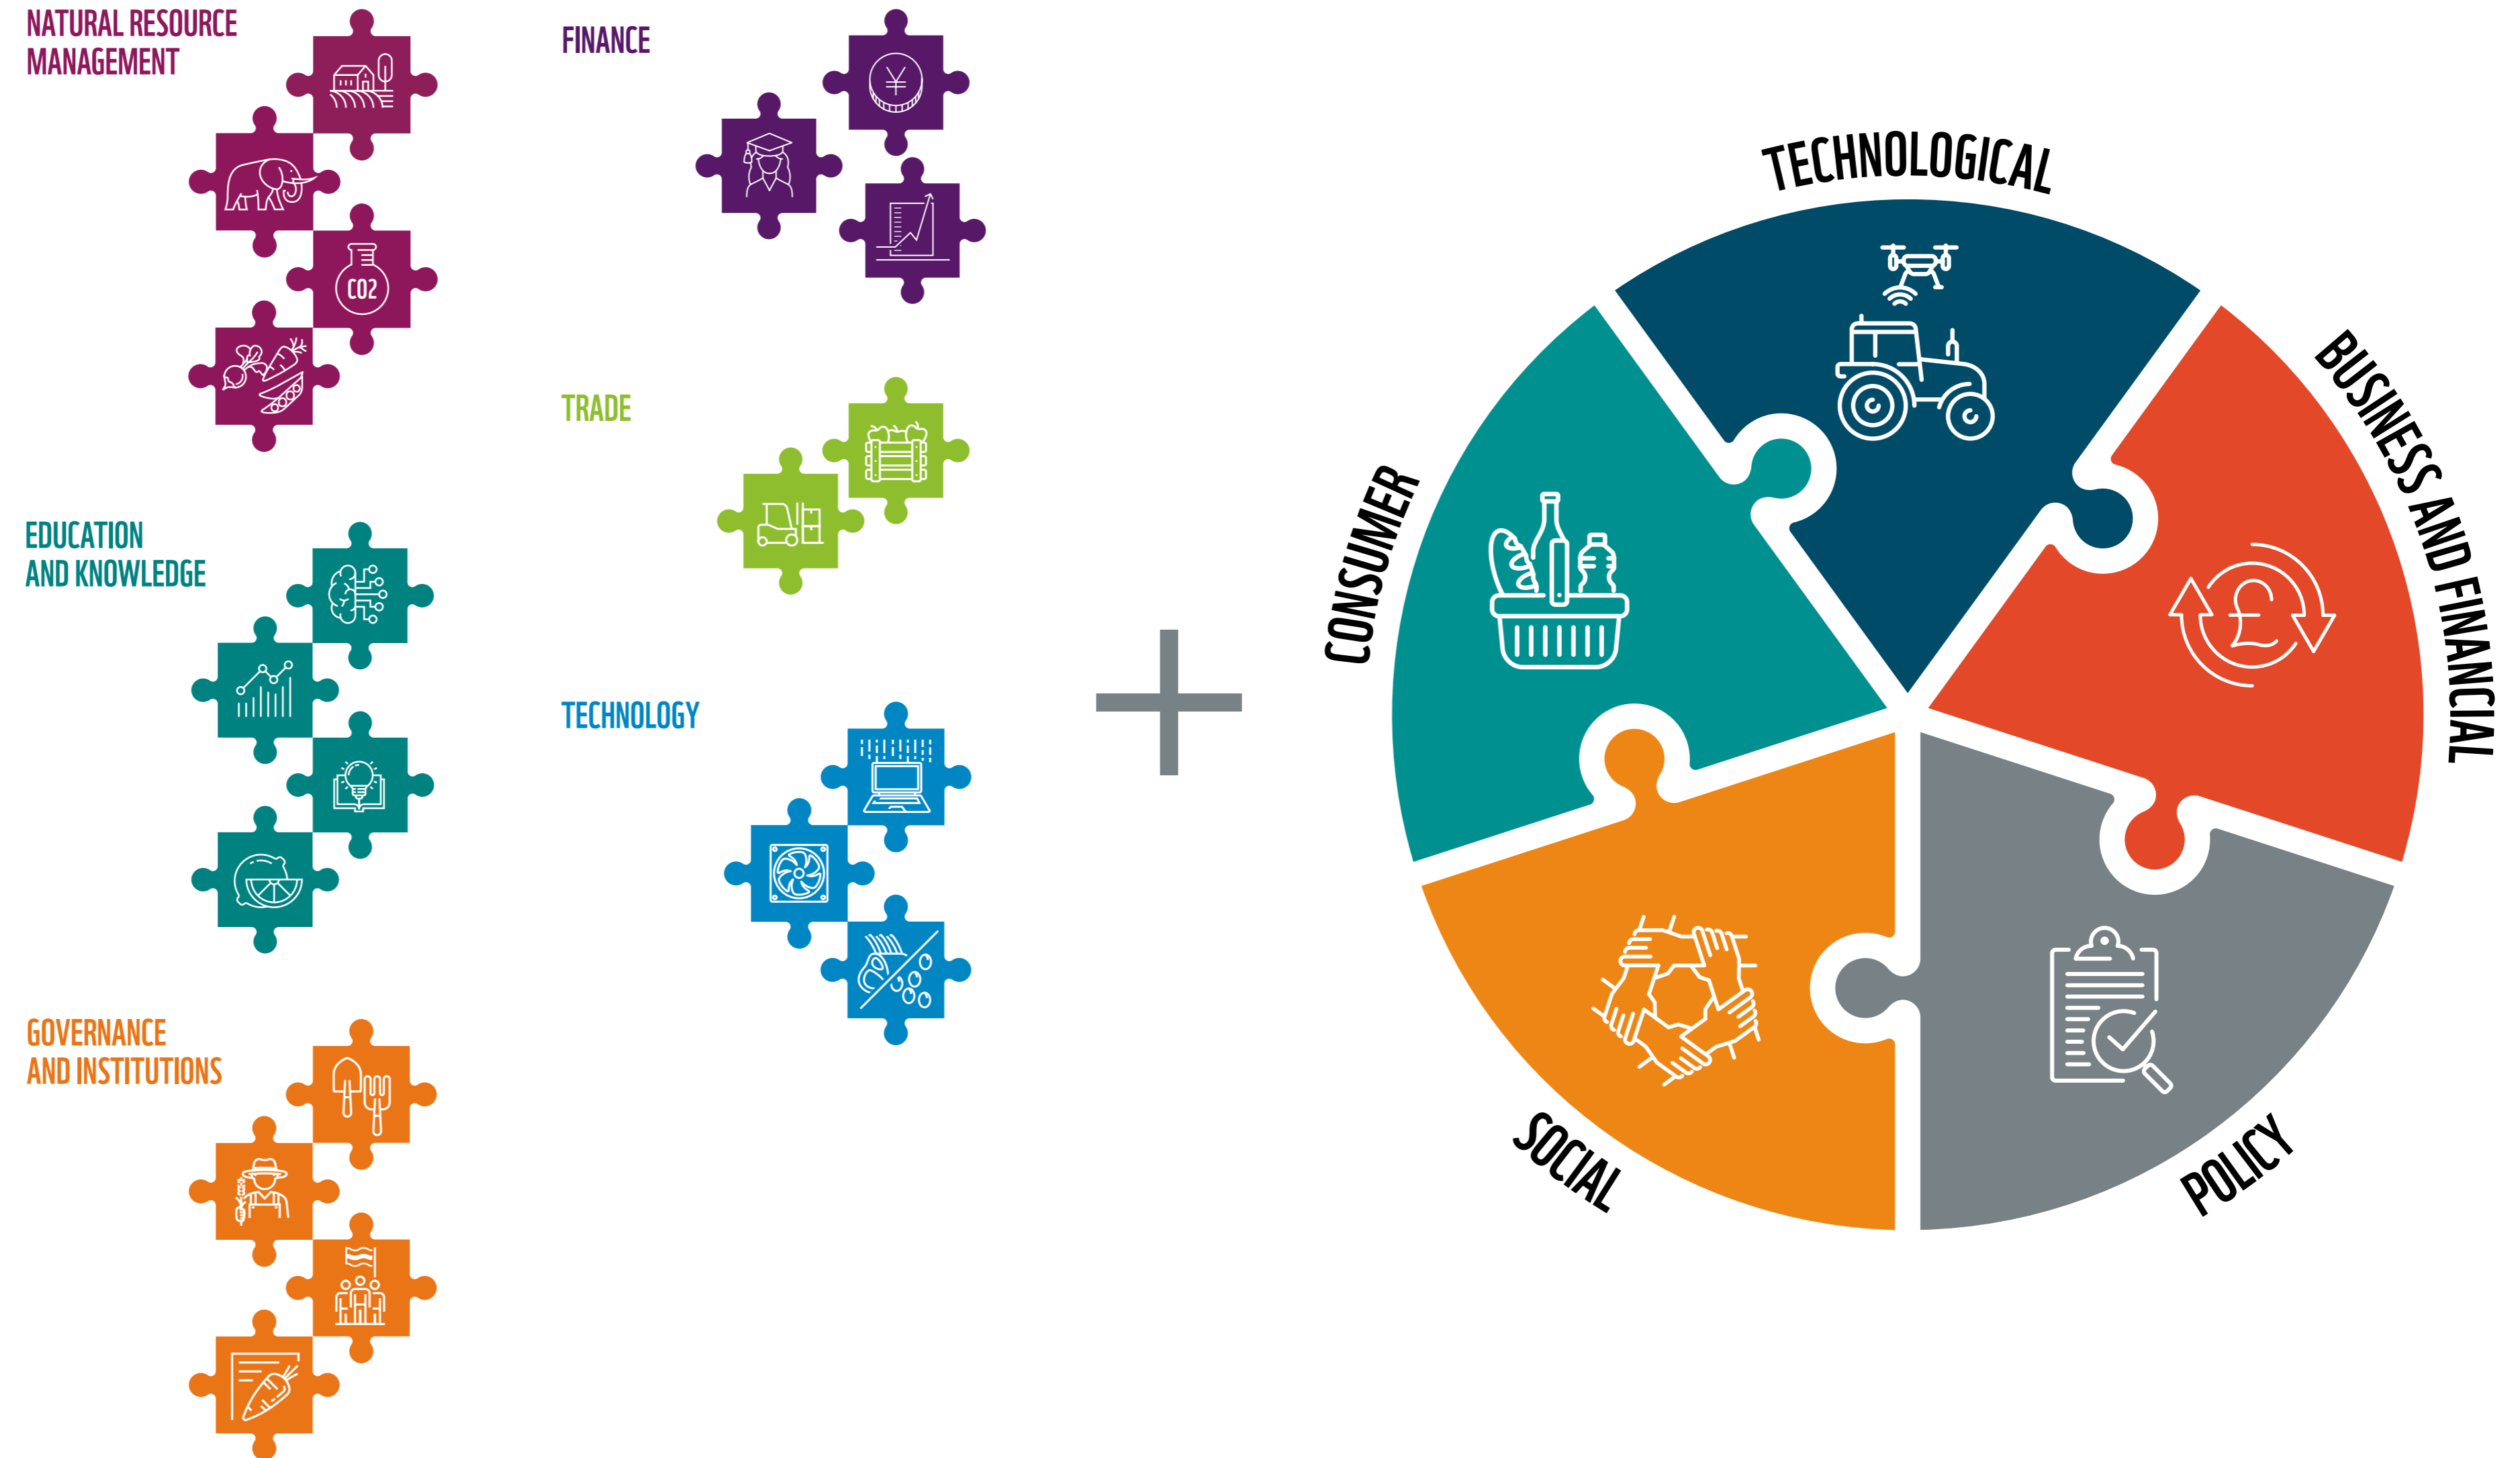 NATURAL RESOURCE
MANAGEMENT
CO2
EDUCATION
AND KNOWLEDGE
GOVERNANCE
AND INSTITUTIONS
FINANCE
TRADE
TECHNOLOGY
TECHNOLOGICAL
BUSINESS AND FINANCIAL
POLICY
SOCIAL
CONSUMER